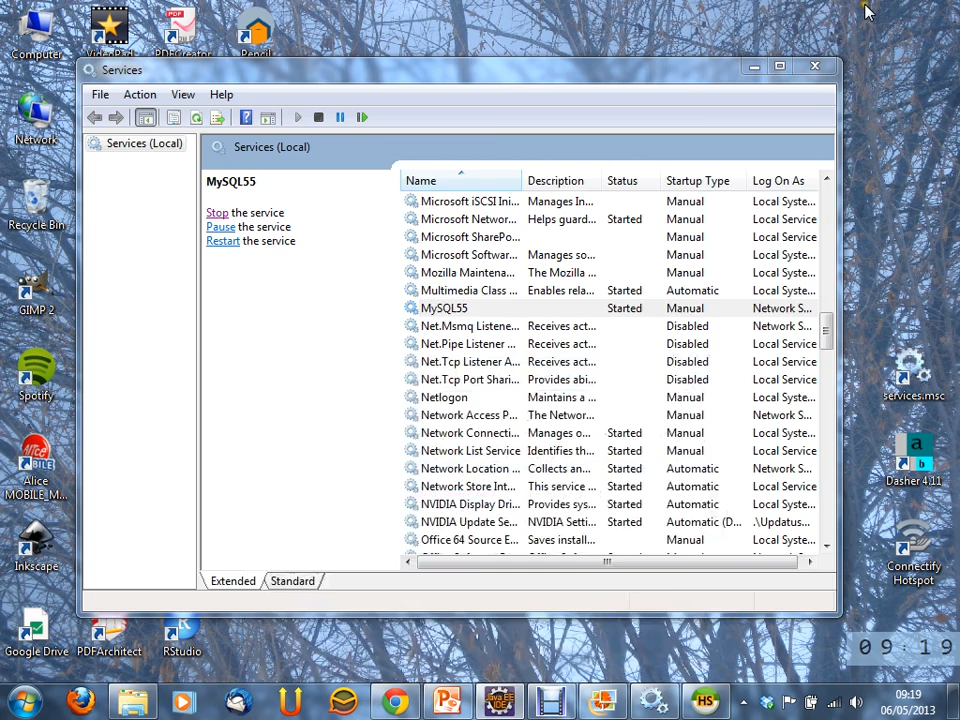 Computer
VideoPad
PDFCreator
Pencil
Services
File Action View Help
Network
Services (Local)
Services (Local)
MySQL55
Stop the service
Pause the service
Restart the service
Name Description Status Startup Type Log On As
Microsoft iSCSI Ini... Manages In... Manual Local Syste...
Microsoft Networ... Helps guard... Started Manual Local Service
Microsoft SharePo... Manual Local Service
Microsoft Softwar... Manages so... Manual Local Syste...
Mozilla Maintena... The Mozilla ... Manual Local Syste...
Multimedia Class ... Enables rela... Started Automatic Local Syste...
MySQL55 Started Manual Network S...
Net.Msmq Listene... Receives act... Disabled Network S...
Net.Pipe Listener ... Receives act... Disabled Local Service
Net.Tcp Listener A... Receives act... Disabled Local Service
Net.Tcp Port Shari... Provides abi... Disabled Local Service
Netlogon Maintains a ... Manual Local Syste...
Network Access P... The Networ... Manual Network S...
Network Connecti... Manages o... Started Manual Local Syste...
Network List Service Identifies th... Started Manual Local Service
Network Location ... Collects an... Started Automatic Network S...
Network Store Int... This service ... Started Automatic Local Service
NVIDIA Display Dri... Provides sys... Started Automatic Local Syste...
NVIDIA Update Se... NVIDIA Setti... Started Automatic (D... .\Updatus...
Office 64 Source E... Saves install... Manual Local Syste...
Extended Standard
Recycle Bin
GIMP 2
Spotify
Alice
MOBILE_M...
Inkscape
Google Drive
PDFArchitect
RStudio
services.msc
Dasher 4.11
Connectify
Hotspot
09:19
09:19
06/05/2013